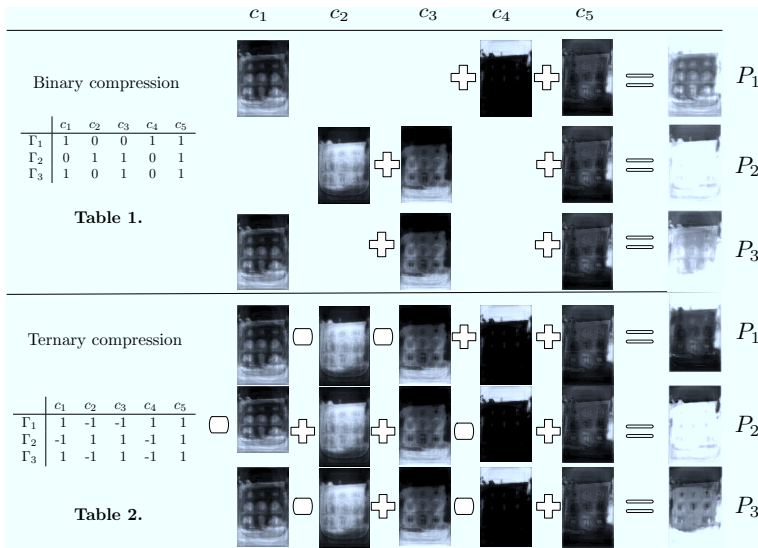 c1 c2 c3 c4 c5
Binary compression
c1 c2 c3 c4 c5
Γ1 1 0 0 1 1
Γ2 0 1 1 0 1
Γ3 1 0 1 0 1
Table 1.
P1
P2
P3
Ternary compression
c1 c2 c3 c4 c5
Γ1 1 -1 -1 1 1
Γ2 -1 1 1 -1 1
Γ3 1 -1 1 -1 1
Table 2.
P1
P2
P3